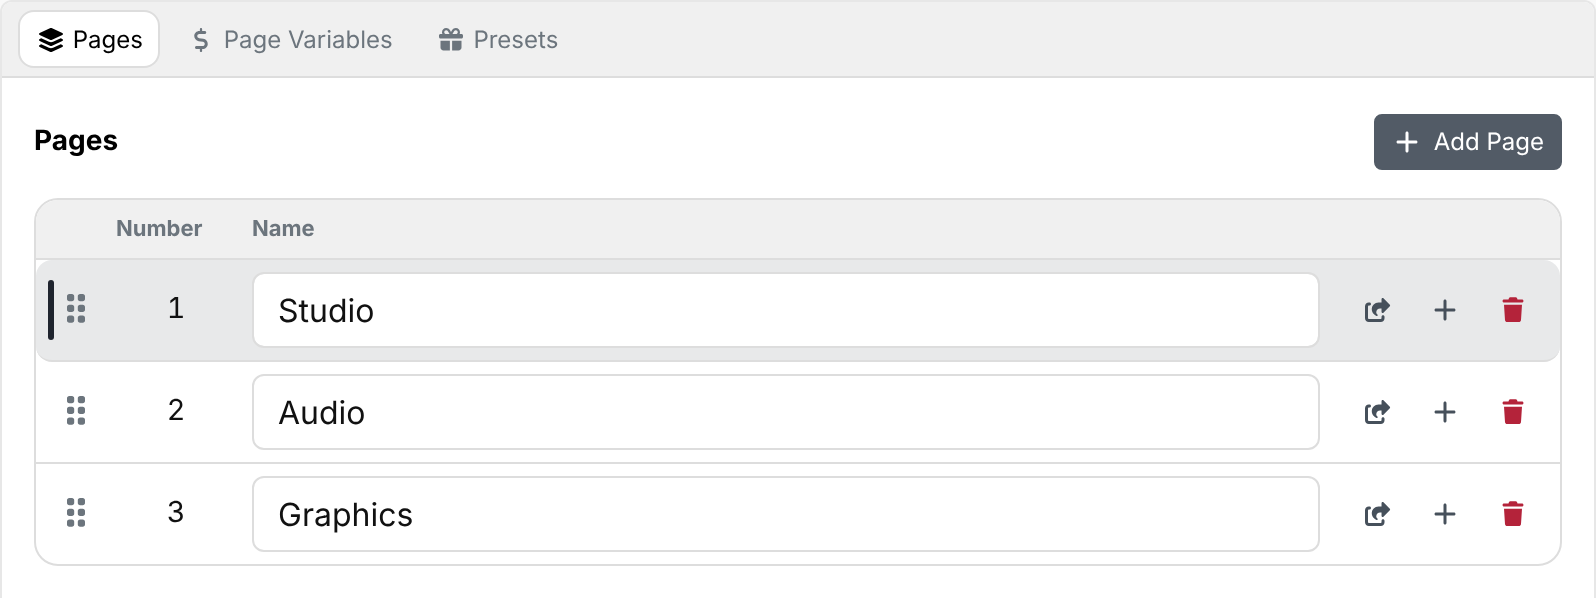 Pages
Page Variables
Presets
Pages
Add Page
Number Name
1 Studio
2 Audio
3 Graphics